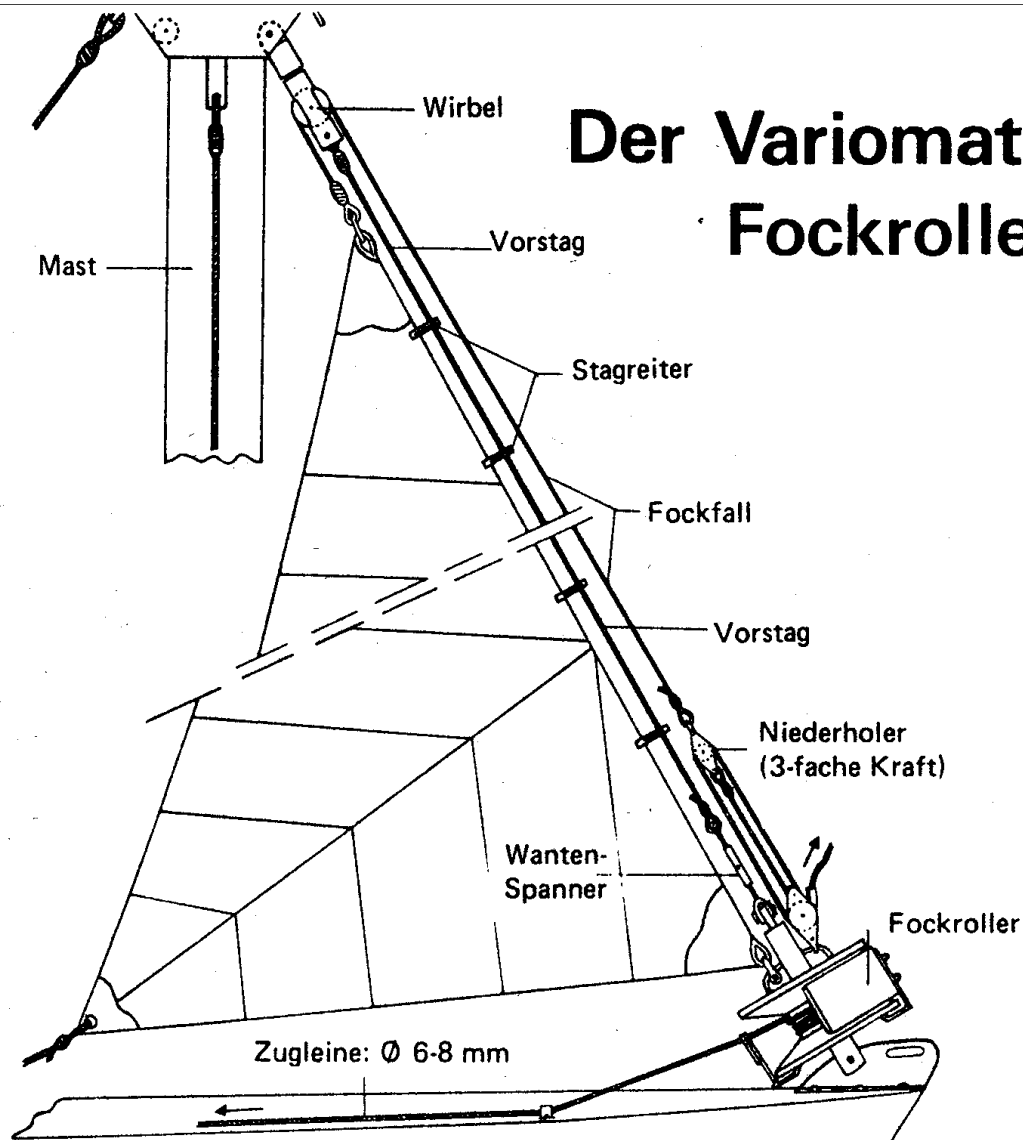 Der Variomat
Fockrolle
Wirbel
Vorstag
Mast
Stagreiter
Fockfall
Vorstag
Niederholer
(3-fache Kraft)
Wanten-
Spanner
Fockroller
Zugleine: Ø 6-8 mm